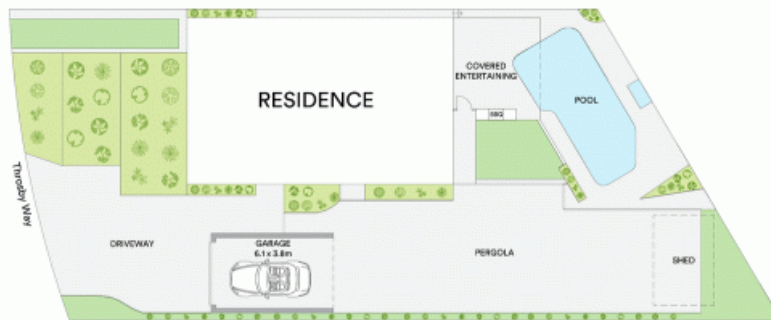 COVERED
ENTERTAINING
POOL
RESIDENCE
BBQ
Throsby Way
DRIVEWAY
GARAGE
6.1 x 3.8m
PERGOLA
SHED